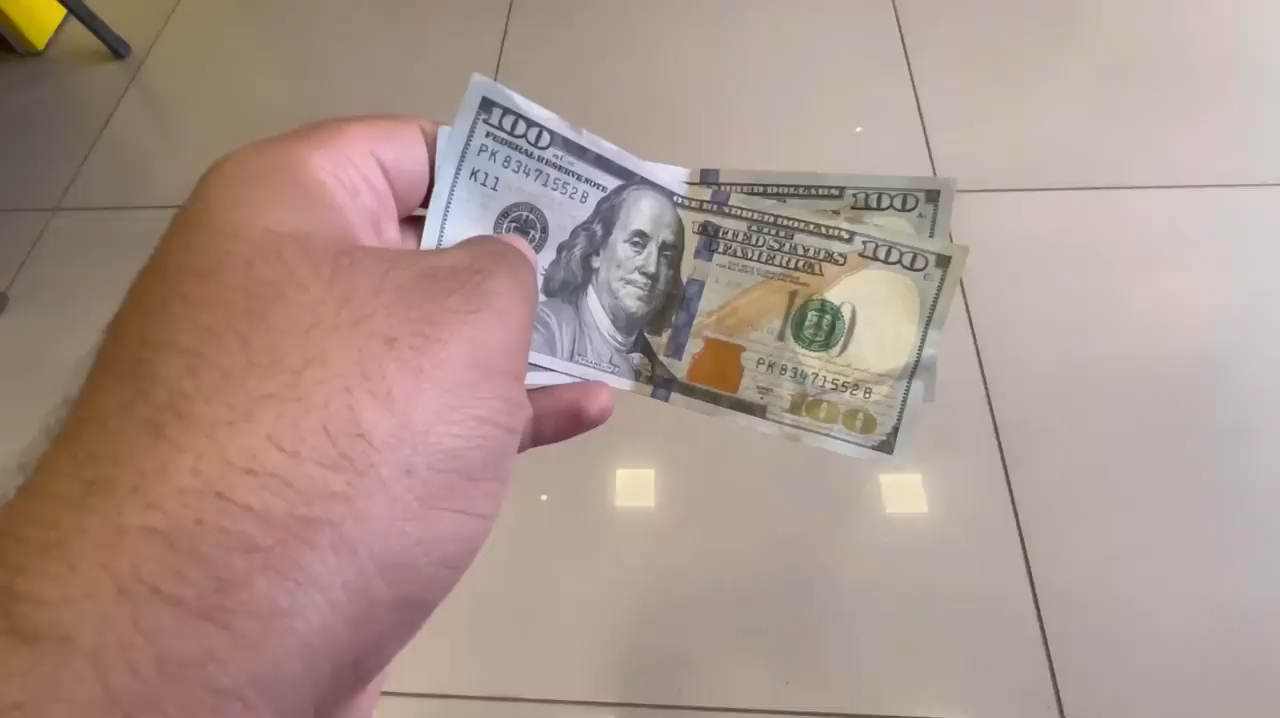 100
FEDERAL RESERVE NOTE
PK 83471552 B
K11
FRANKLIN
DOLLARS 100
ONE HUNDRED DOLLARS
THE
UNITED STATES
OF AMERICA
100
PK 83471552 B
100